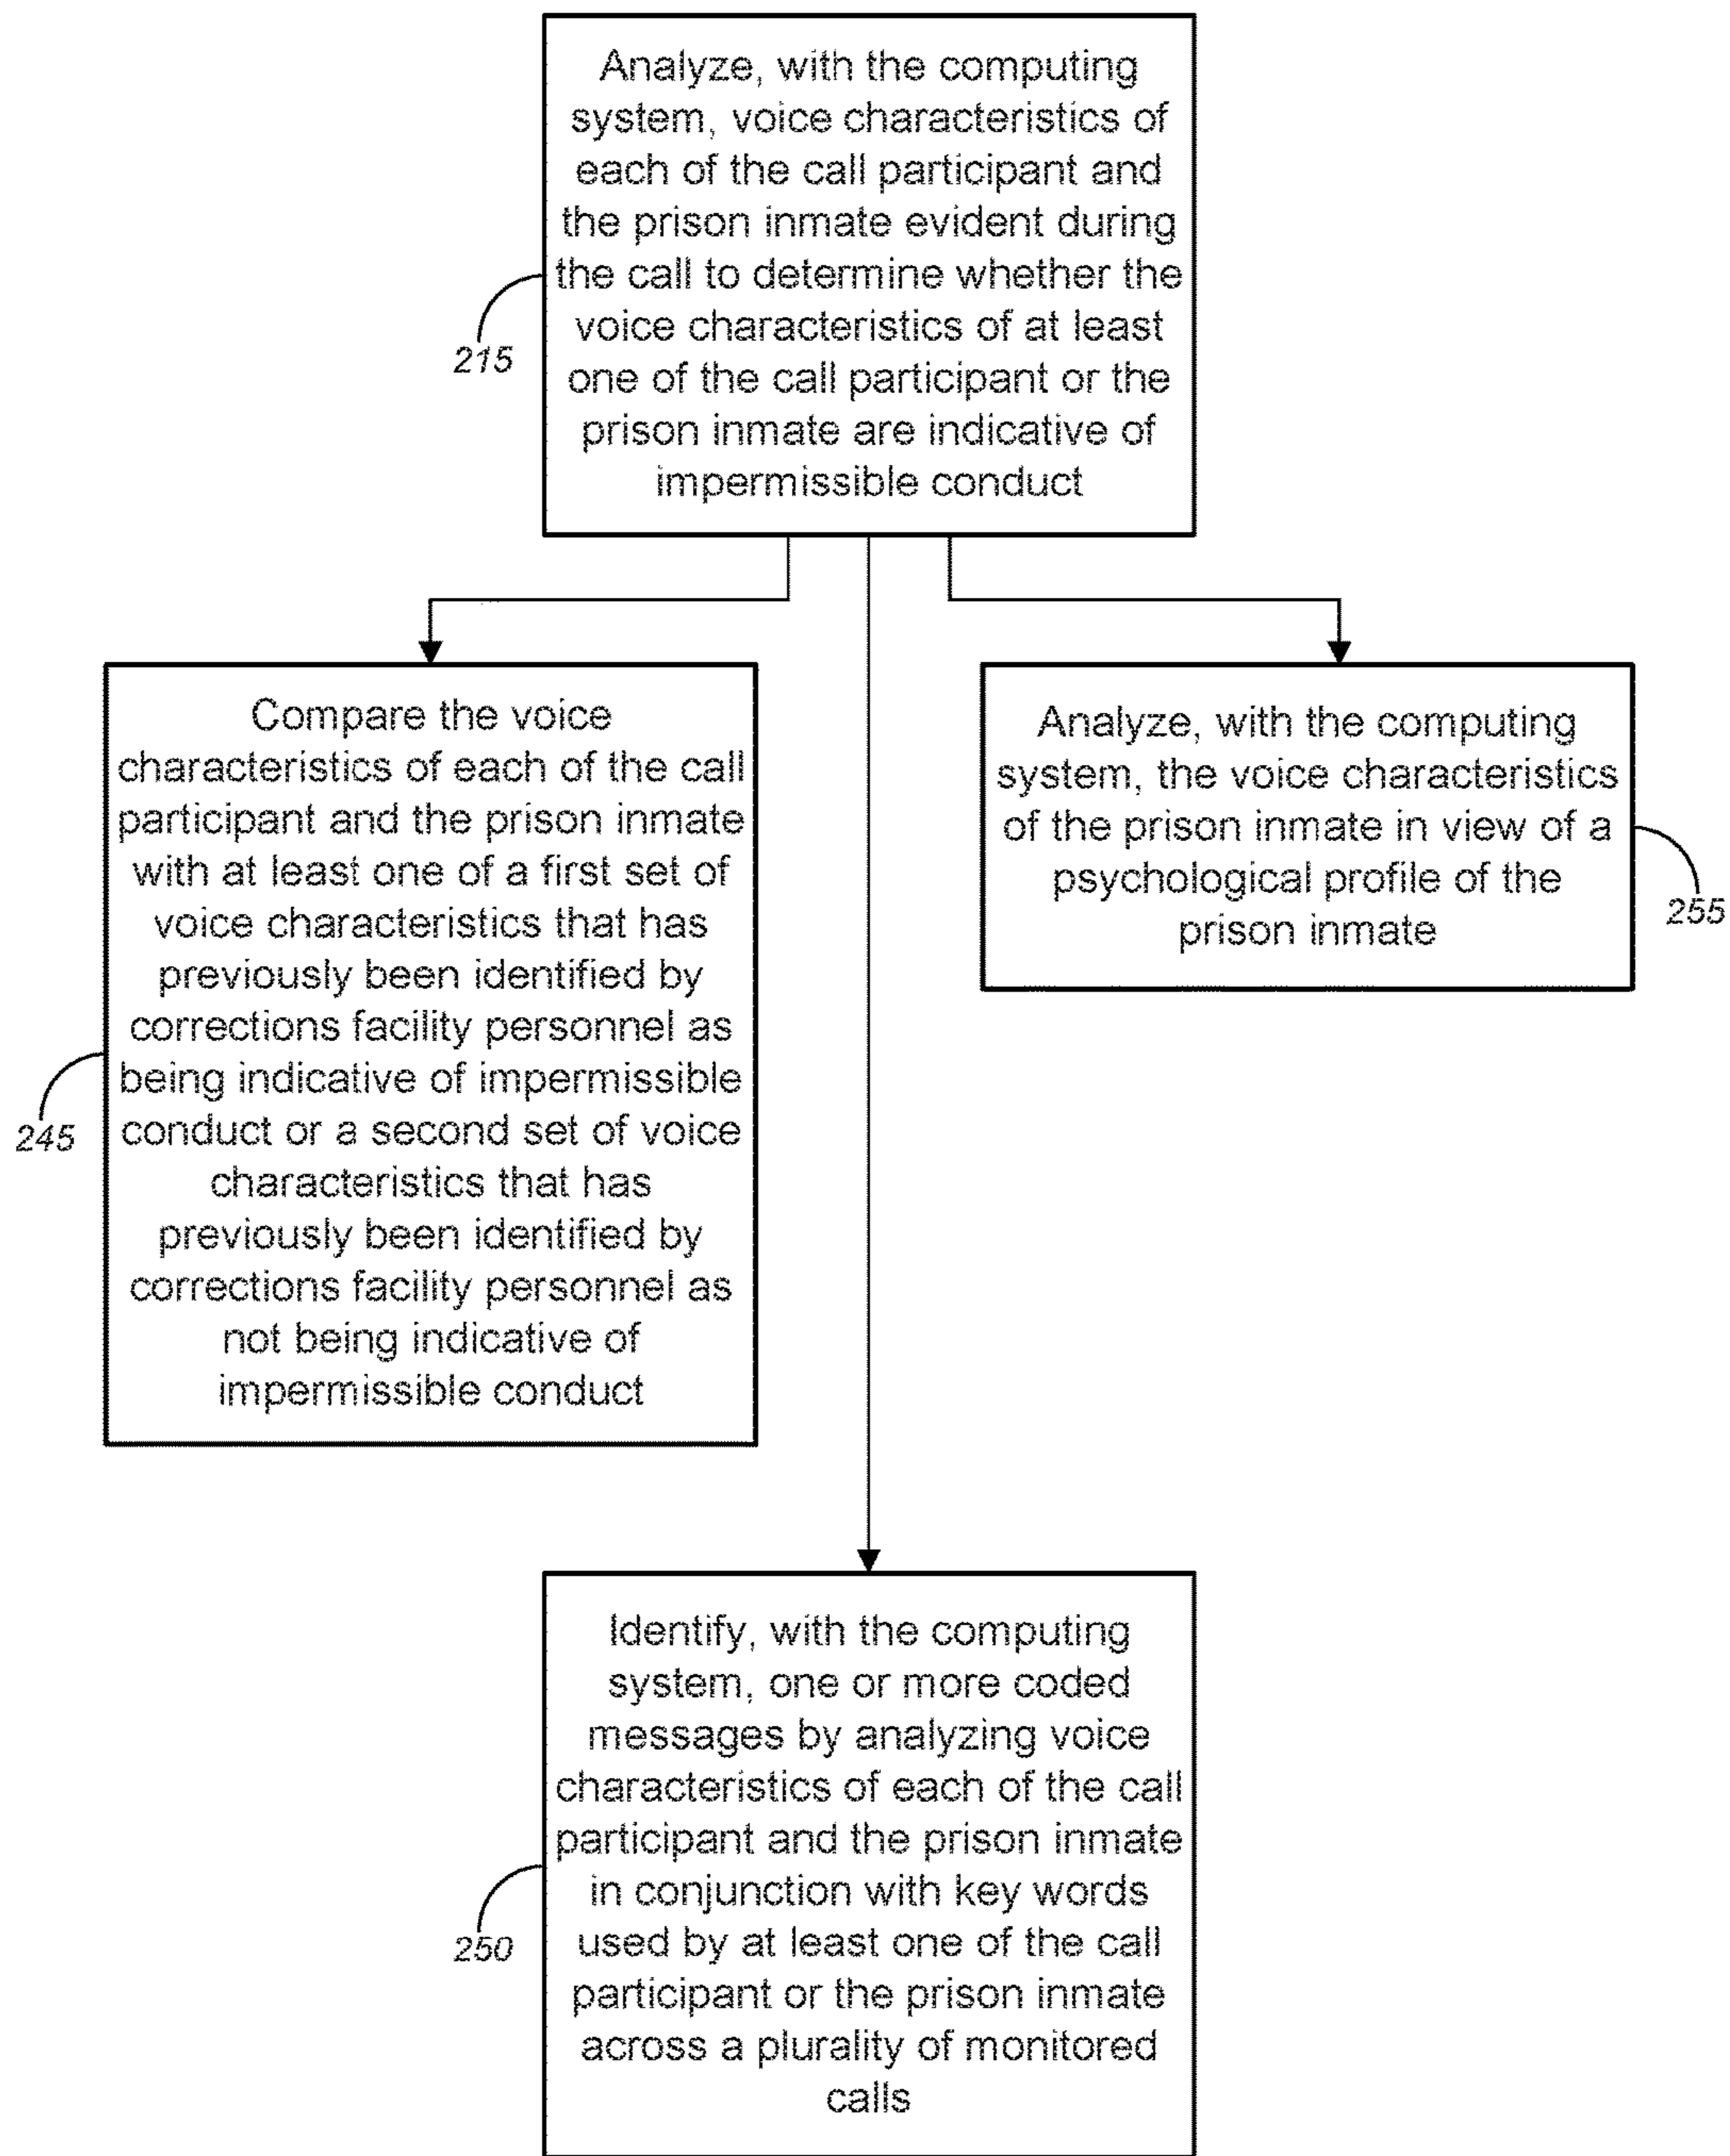 Analyze, with the computing
system, voice characteristics of
each of the call participant and
the prison inmate evident during
the call to determine whether the
voice characteristics of at least
one of the call participant or the
prison inmate are indicative of
impermissible conduct
215
Compare the voice
characteristics of each of the call
participant and the prison inmate
with at least one of a first set of
voice characteristics that has
previously been identified by
corrections facility personnel as
being indicative of impermissible
conduct or a second set of voice
characteristics that has
previously been identified by
corrections facility personnel as
not being indicative of
impermissible conduct
245
Analyze, with the computing
system, the voice characteristics
of the prison inmate in view of a
psychological profile of the
prison inmate
255
Identify, with the computing
system, one or more coded
messages by analyzing voice
characteristics of each of the call
participant and the prison inmate
in conjunction with key words
used by at least one of the call
participant or the prison inmate
across a plurality of monitored
calls
250